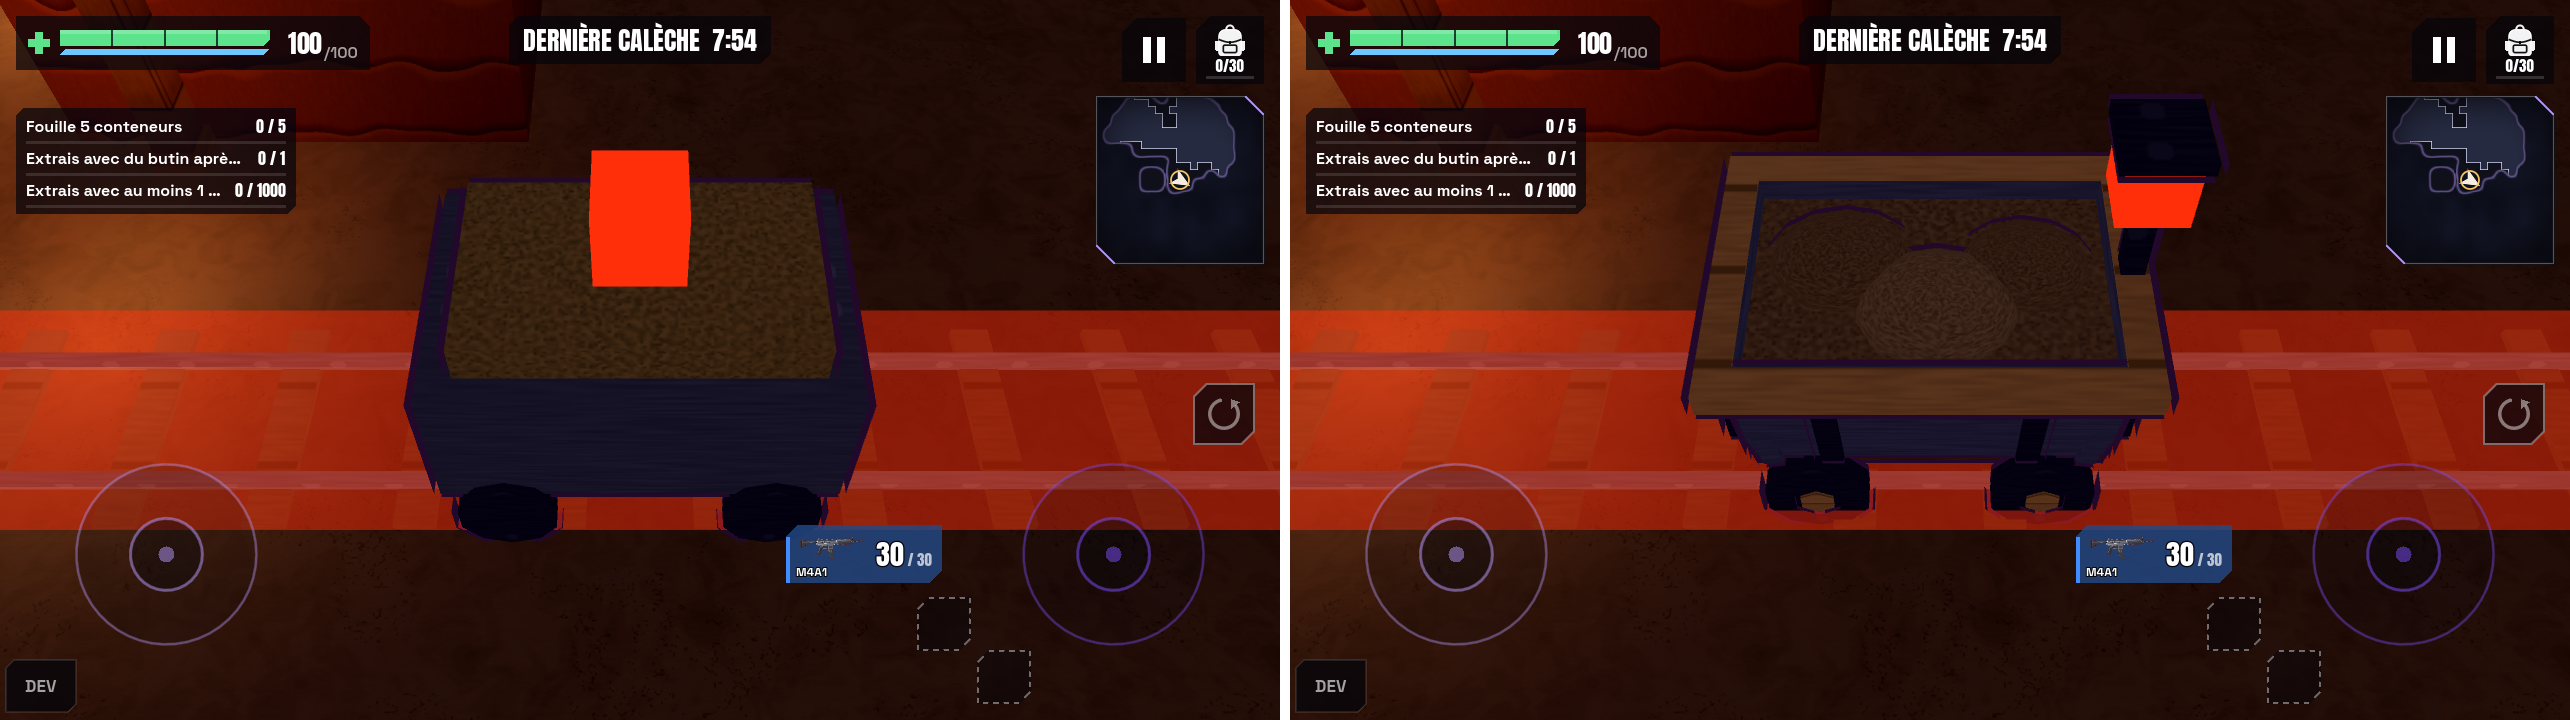 100/100
DERNIÈRE CALÈCHE 7:54
0/30
Fouille 5 conteneurs 0 / 5
Extrais avec du butin aprè... 0 / 1
Extrais avec au moins 1 ... 0 / 1000
30 / 30
M4A1
DEV
100/100
DERNIÈRE CALÈCHE 7:54
0/30
Fouille 5 conteneurs 0 / 5
Extrais avec du butin aprè... 0 / 1
Extrais avec au moins 1 ... 0 / 1000
30 / 30
M4A1
DEV